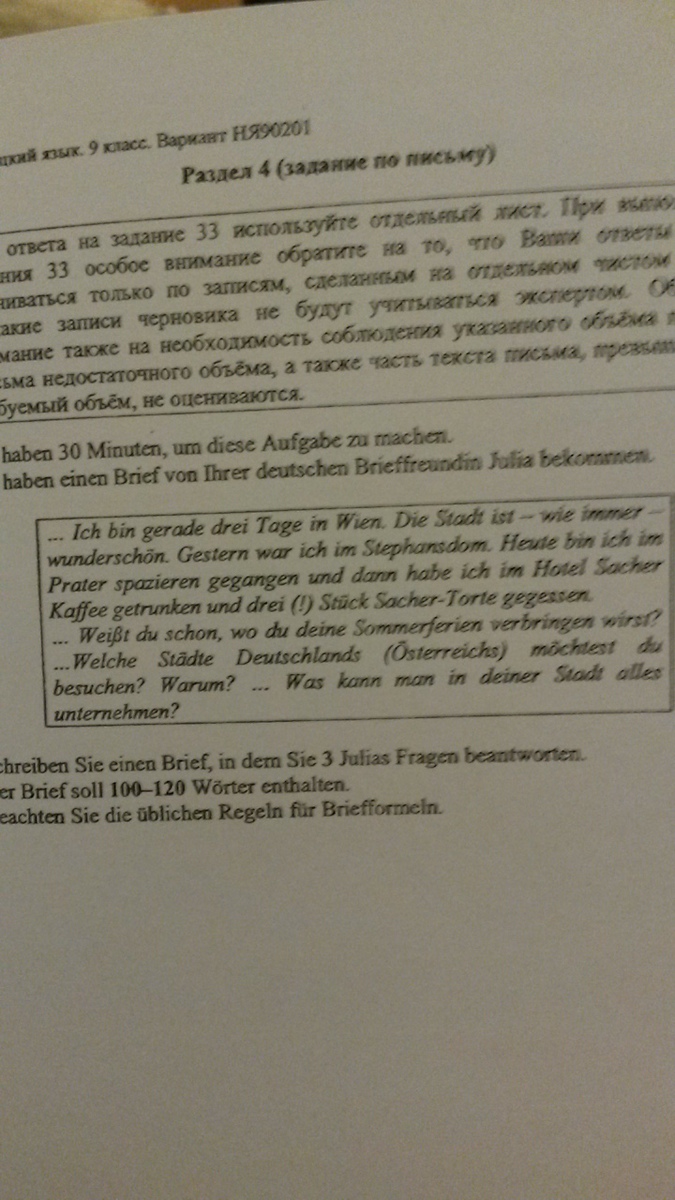 цкий язык. 9 класс. Вариант НЯ90201
Раздел 4 (задание по письму)
ответа на задание 33 используйте отдельный лист. При выпо
ния 33 особое внимание обратите на то, что Ваши ответы
иваться только по записям, сделанным на отдельном чистом
акие записи черновика не будут учитываться экспертом. Об
мание также на необходимость соблюдения указанного объёма
ьма недостаточного объёма, а также часть текста письма, превыш
буемый объём, не оцениваются.
haben 30 Minuten, um diese Aufgabe zu machen.
haben einen Brief von Ihrer deutschen Brieffreundin Julia bekommen.
... Ich bin gerade drei Tage in Wien. Die Stadt ist – wie immer –
wunderschön. Gestern war ich im Stephansdom. Heute bin ich im
Prater spazieren gegangen und dann habe ich im Hotel Sacher
Kaffee getrunken und drei (!) Stück Sacher-Torte gegessen.
... Weißt du schon, wo du deine Sommerferien verbringen wirst?
...Welche Städte Deutschlands (Österreichs) möchtest du
besuchen? Warum? ... Was kann man in deiner Stadt alles
unternehmen?
chreiben Sie einen Brief, in dem Sie 3 Julias Fragen beantworten.
er Brief soll 100–120 Wörter enthalten.
eachten Sie die üblichen Regeln für Briefformeln.